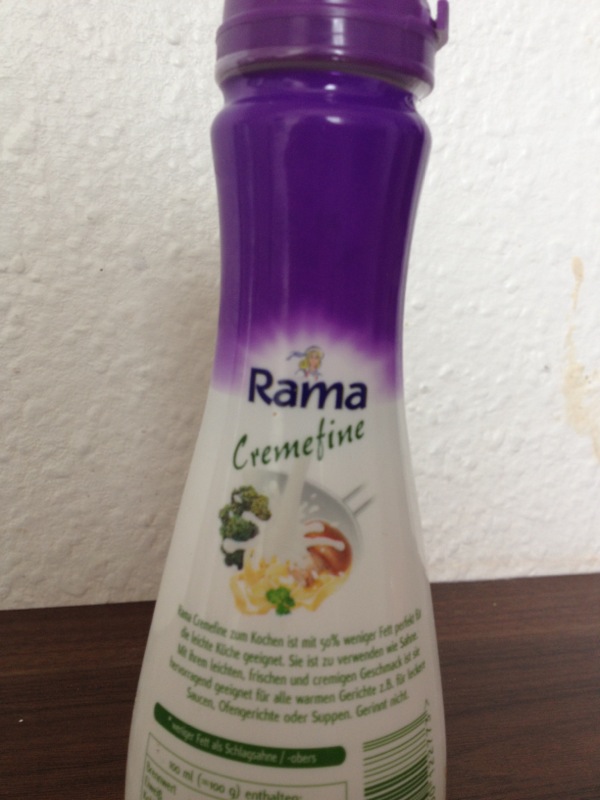 Rama
Cremefine
Rama Cremefine zum Kochen ist mit 50% weniger Fett perfekt für
die leichte Küche geeignet. Sie ist zu verwenden wie Sahne.
Mit ihrem leichten, frischen und cremigen Geschmack ist sie
hervorragend geeignet für alle warmen Gerichte z.B. für leckere
Saucen, Ofengerichte oder Suppen. Gerinnt nicht.
* weniger Fett als Schlagsahne / -obers
100 ml (=100 g) enthalten:
Brennwert
Eiweiß